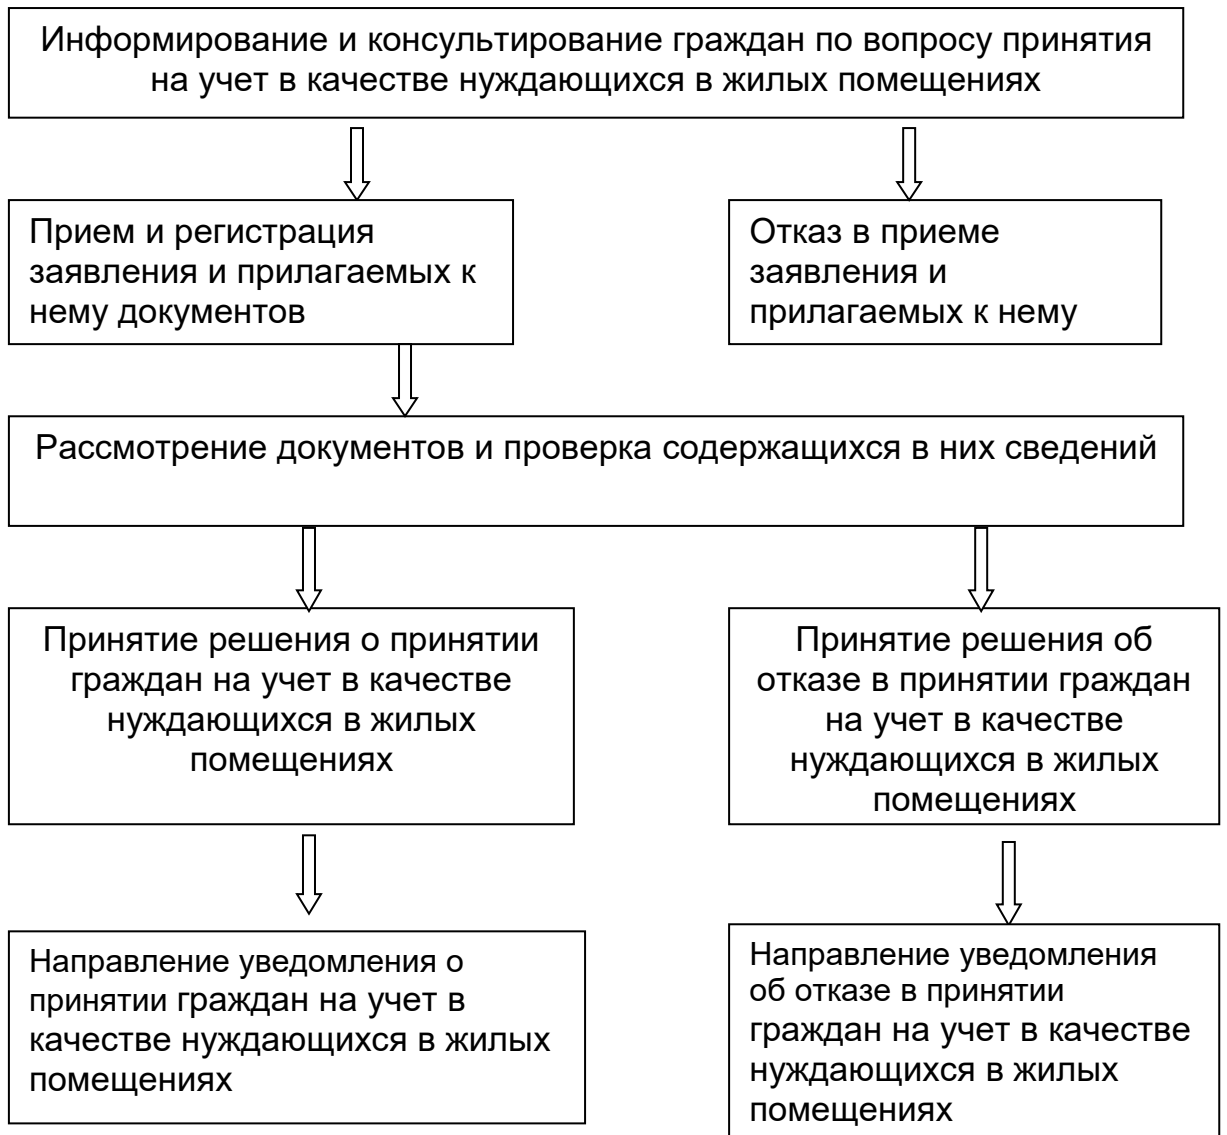 Информирование и консультирование граждан по вопросу принятия
на учет в качестве нуждающихся в жилых помещениях
Прием и регистрация
заявления и прилагаемых к
нему документов
Отказ в приеме
заявления и
прилагаемых к нему
Рассмотрение документов и проверка содержащихся в них сведений
Принятие решения о принятии
граждан на учет в качестве
нуждающихся в жилых
помещениях
Принятие решения об
отказе в принятии граждан
на учет в качестве
нуждающихся в жилых
помещениях
Направление уведомления о
принятии граждан на учет в
качестве нуждающихся в жилых
помещениях
Направление уведомления
об отказе в принятии
граждан на учет в качестве
нуждающихся в жилых
помещениях